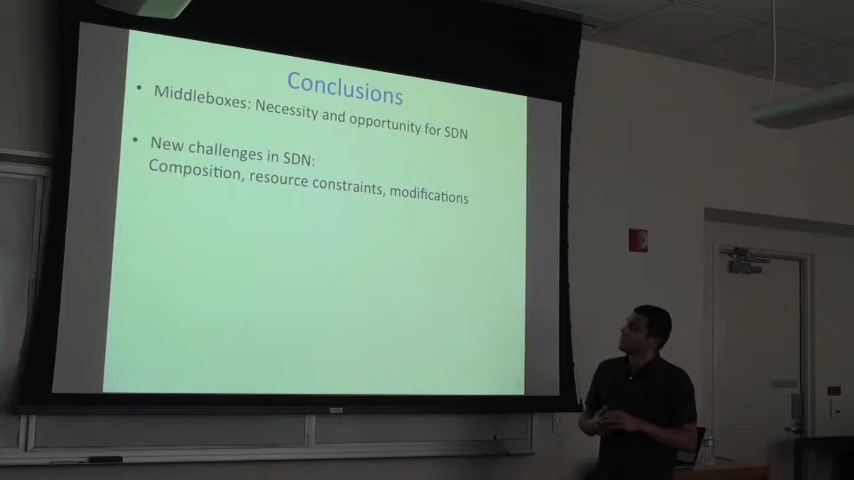 Conclusions
• Middleboxes: Necessity and opportunity for SDN
• New challenges in SDN:
Composition, resource constraints, modifications